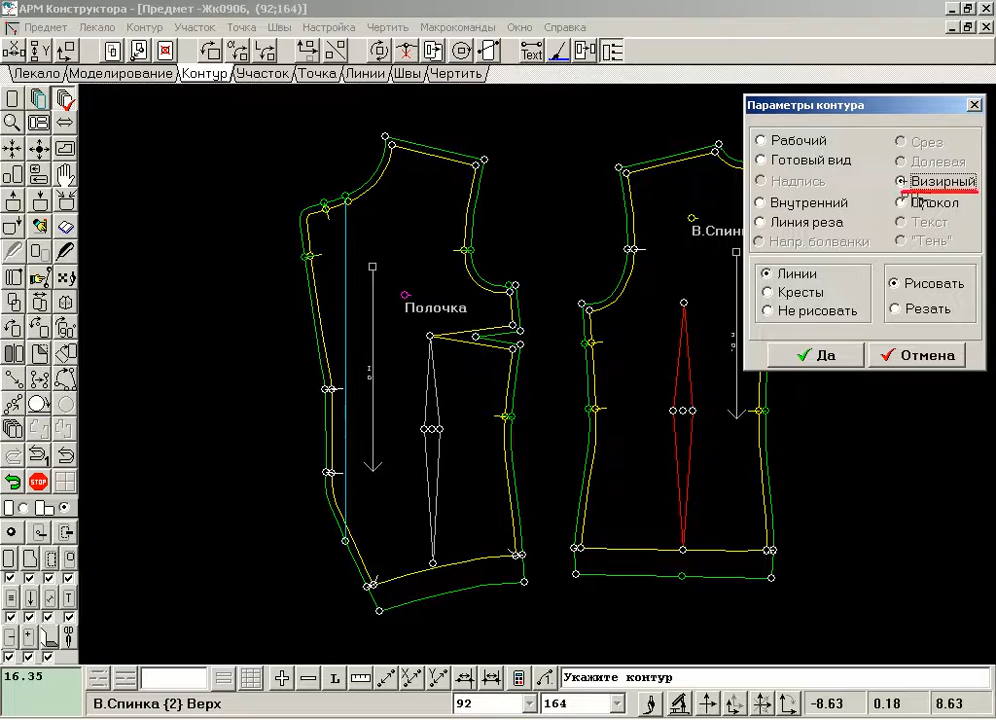 АРМ Конструктора - [Предмет -Жк0906, (92;164)]
Предмет Лекало Контур Участок Точка Швы Настройка Чертить Макрокоманды Окно Справка
Text
Лекало Моделирование Контур Участок Точка Линии Швы Чертить
Параметры контура
Рабочий Срез
Готовый вид Долевая
Надпись Визирный
Внутренний Прокол
Линия реза Текст
Напр. болванки "Тень"
Линии Рисовать
Кресты Резать
Не рисовать
Да Отмена
В.Спин
Полочка
STOP
16.35
L
Укажите контур
В.Спинка {2} Верх 92 164 -8.63 0.18 8.63